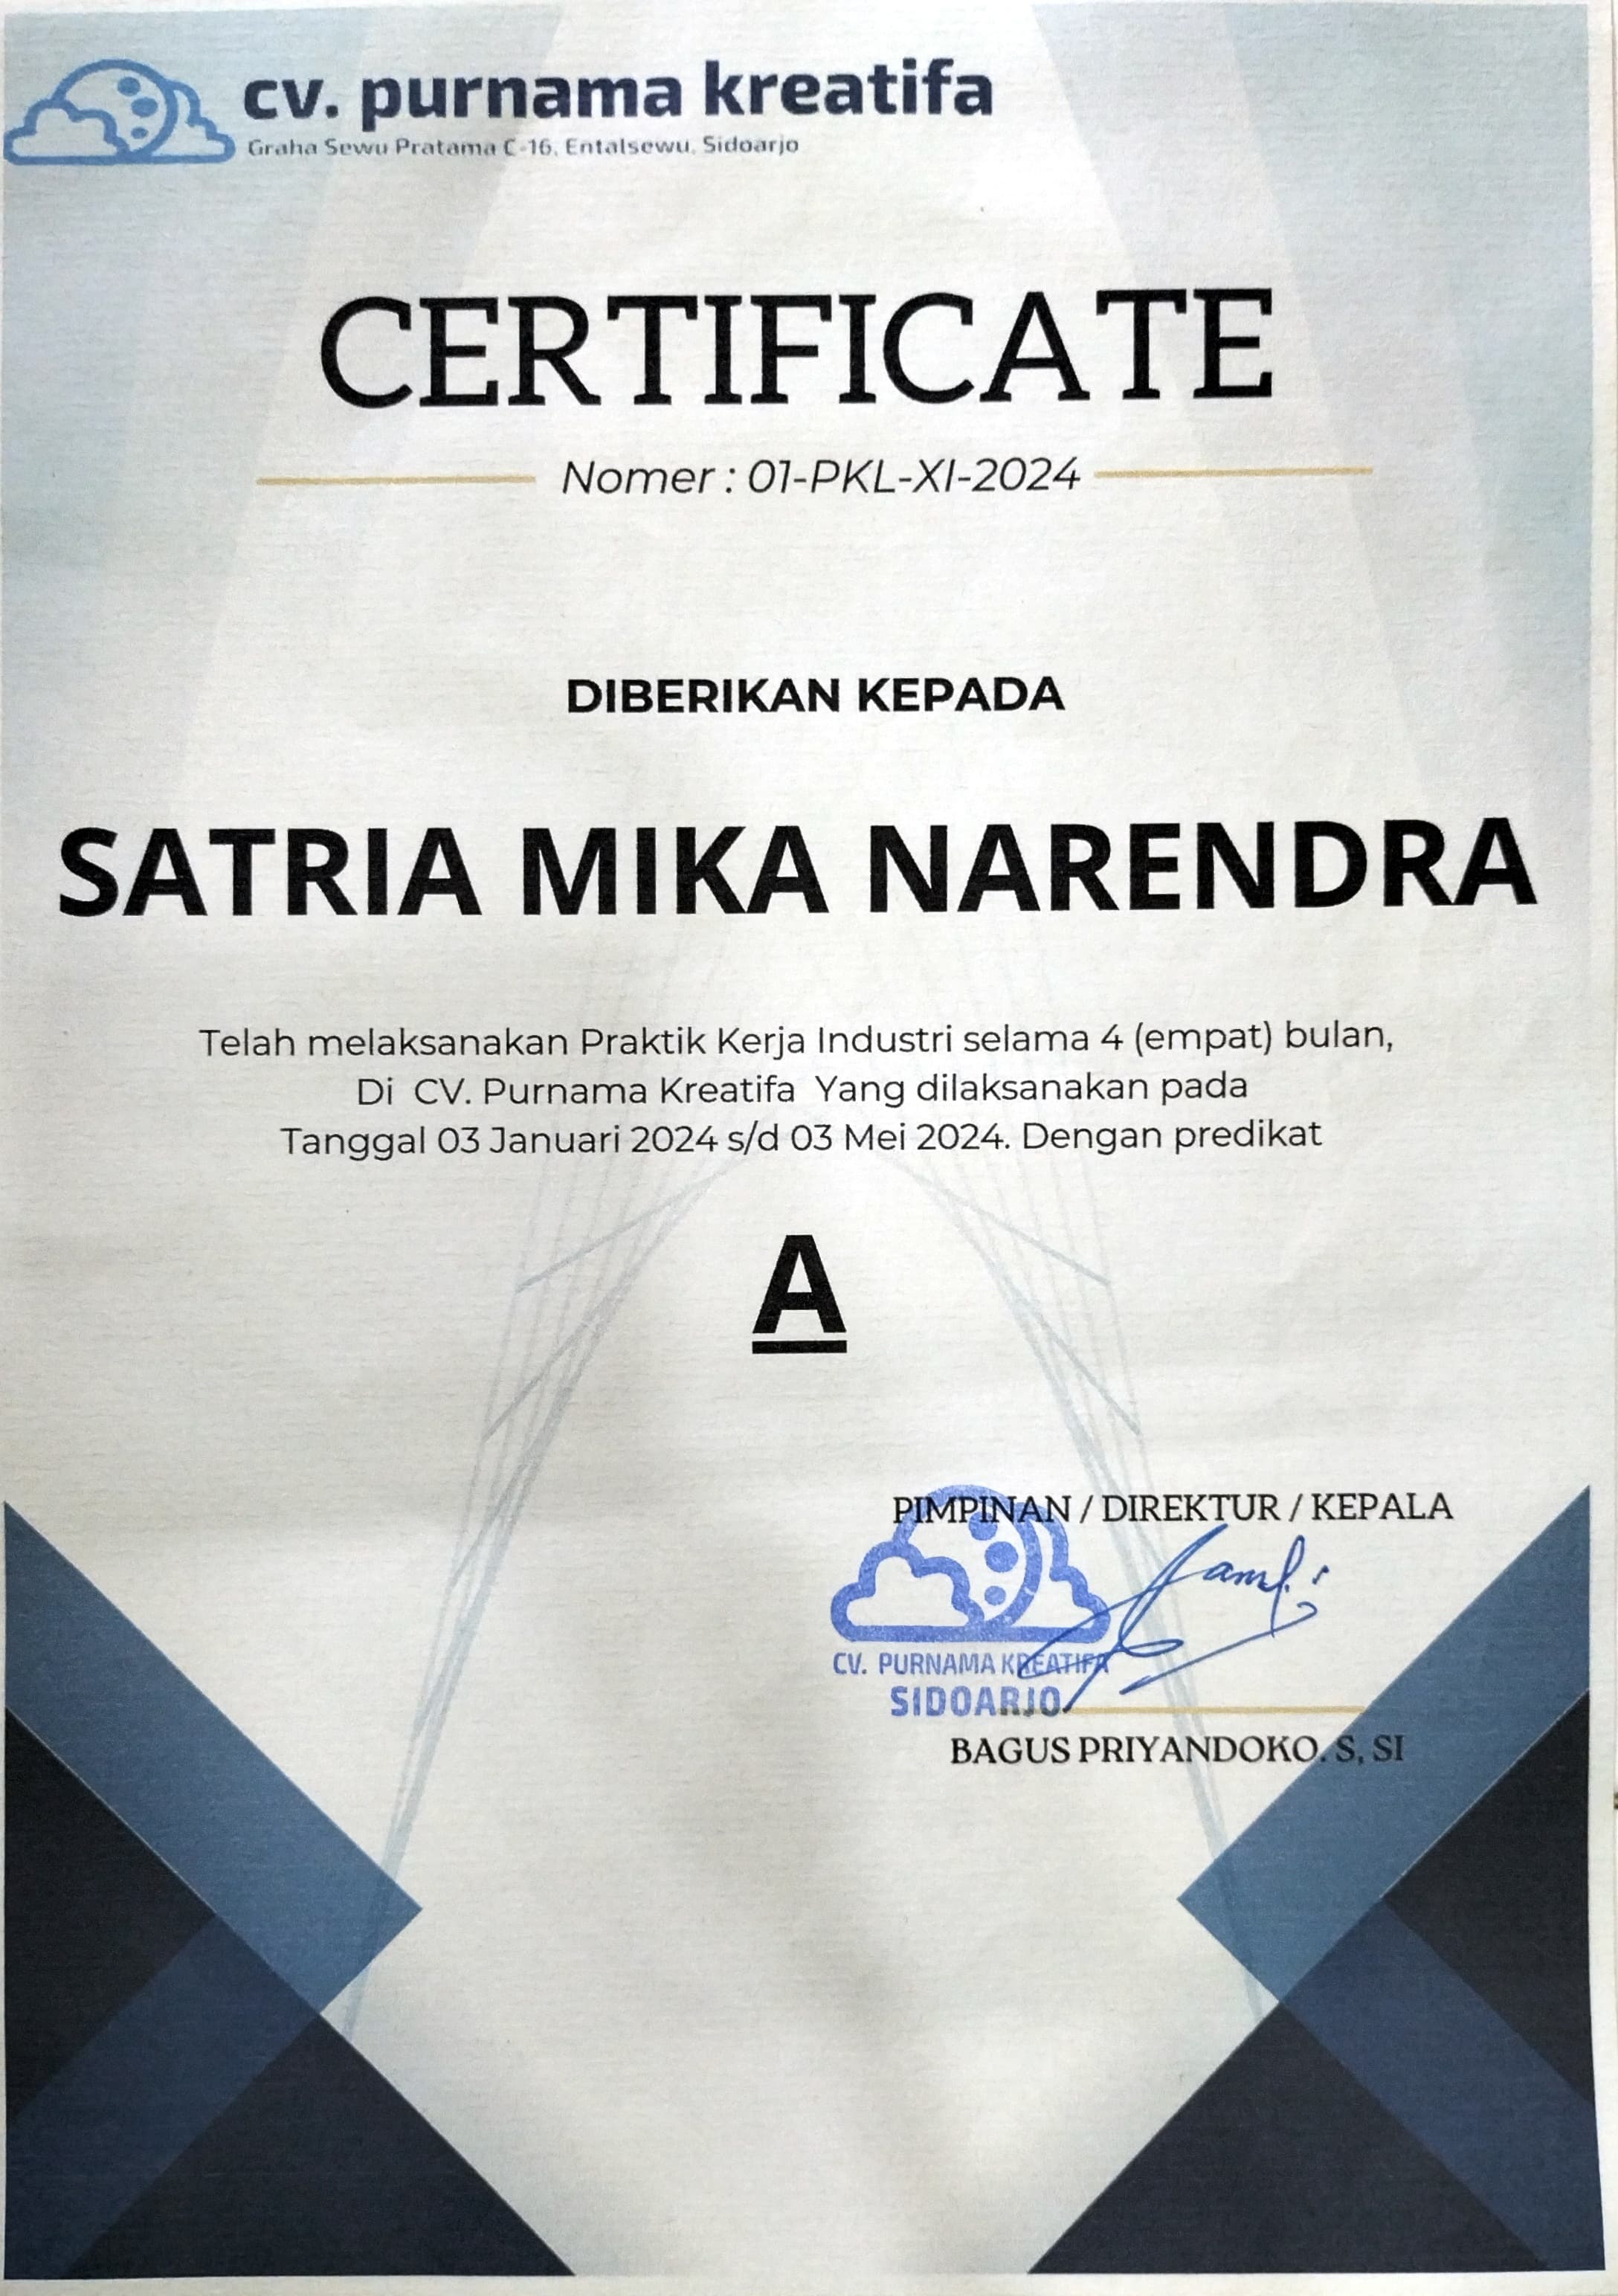 cv. purnama kreatifa
Graha Sewu Pratama C-16, Entalsewu, Sidoarjo
CERTIFICATE
Nomer : 01-PKL-XI-2024
DIBERIKAN KEPADA
SATRIA MIKA NARENDRA
Telah melaksanakan Praktik Kerja Industri selama 4 (empat) bulan,
Di CV. Purnama Kreatifa Yang dilaksanakan pada
Tanggal 03 Januari 2024 s/d 03 Mei 2024. Dengan predikat
A
PIMPINAN / DIREKTUR / KEPALA
CV. PURNAMA KREATIFA
SIDOARJO
BAGUS PRIYANDOKO. S, SI